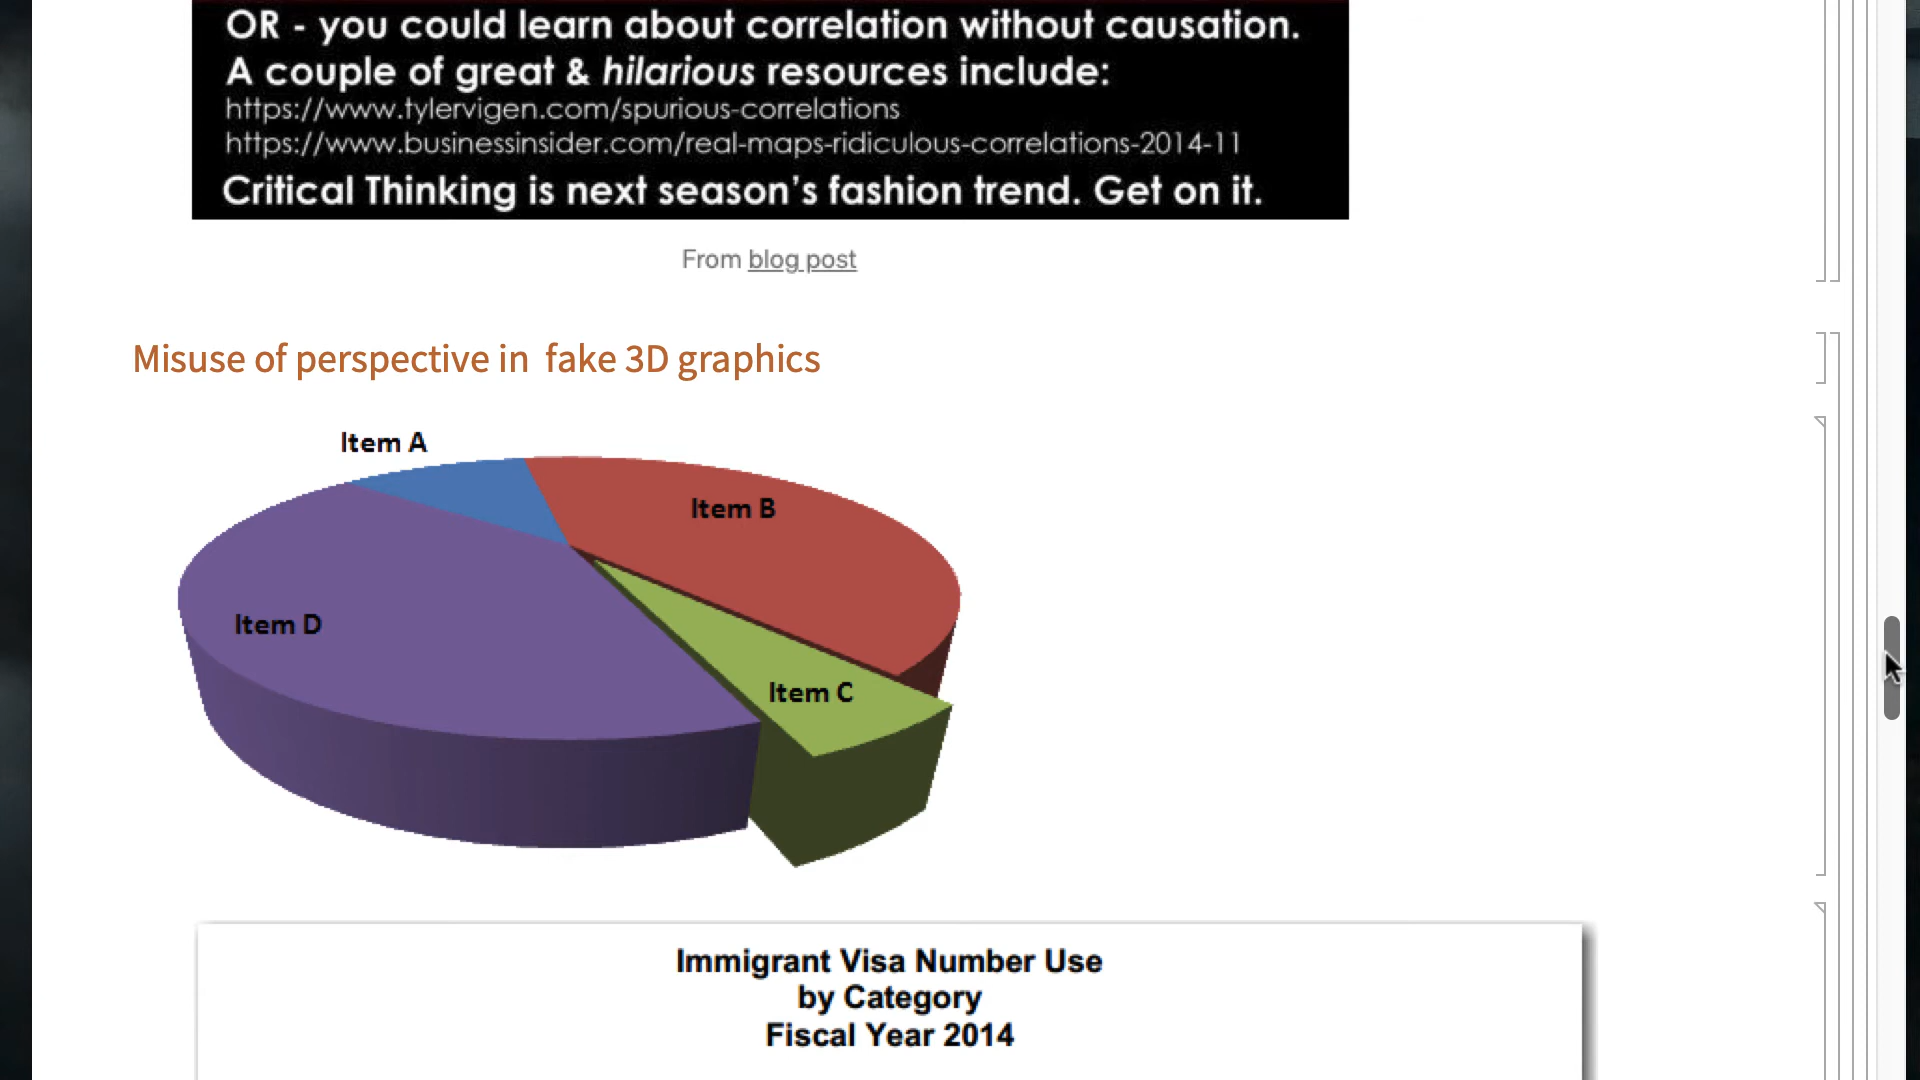 OR - you could learn about correlation without causation.
A couple of great & hilarious resources include:
https://www.tylervigen.com/spurious-correlations
https://www.businessinsider.com/real-maps-ridiculous-correlations-2014-11
Critical Thinking is next season’s fashion trend. Get on it.
From blog post
Misuse of perspective in fake 3D graphics
Item A
Item B
Item D
Item C
Immigrant Visa Number Use
by Category
Fiscal Year 2014